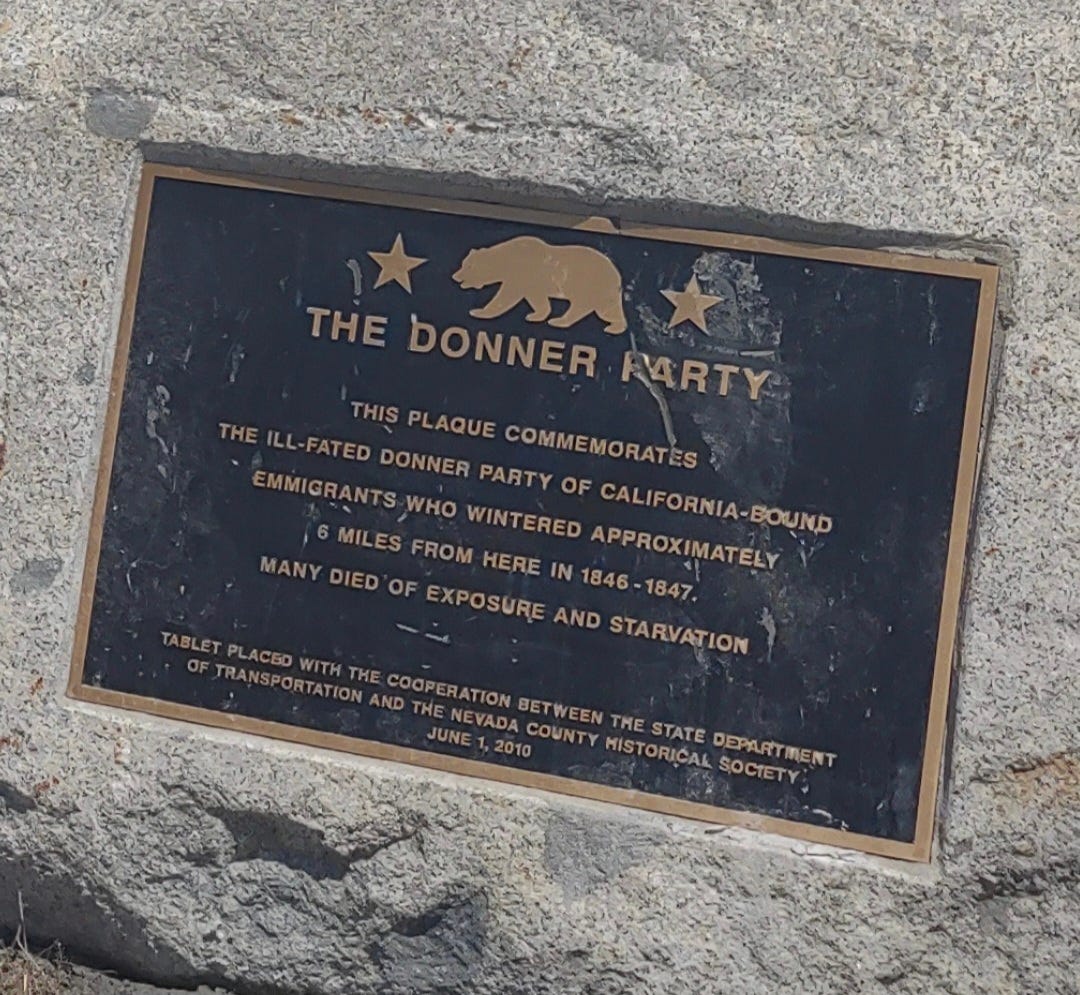 THE DONNER PARTY
THIS PLAQUE COMMEMORATES
THE ILL-FATED DONNER PARTY OF CALIFORNIA-BOUND
EMMIGRANTS WHO WINTERED APPROXIMATELY
6 MILES FROM HERE IN 1846-1847.
MANY DIED OF EXPOSURE AND STARVATION
TABLET PLACED WITH THE COOPERATION BETWEEN THE STATE DEPARTMENT
OF TRANSPORTATION AND THE NEVADA COUNTY HISTORICAL SOCIETY.
JUNE 1, 2010